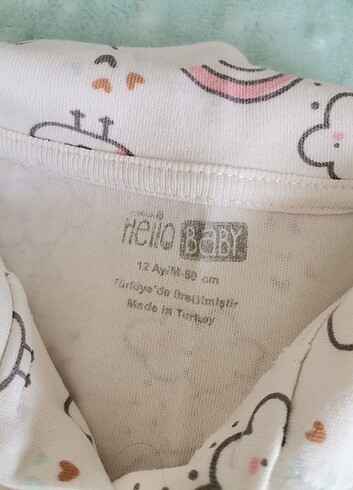 Hello BABY
12 Ay/M-80 cm
Türkiye'de Üretilmiştir
Made in Turkey